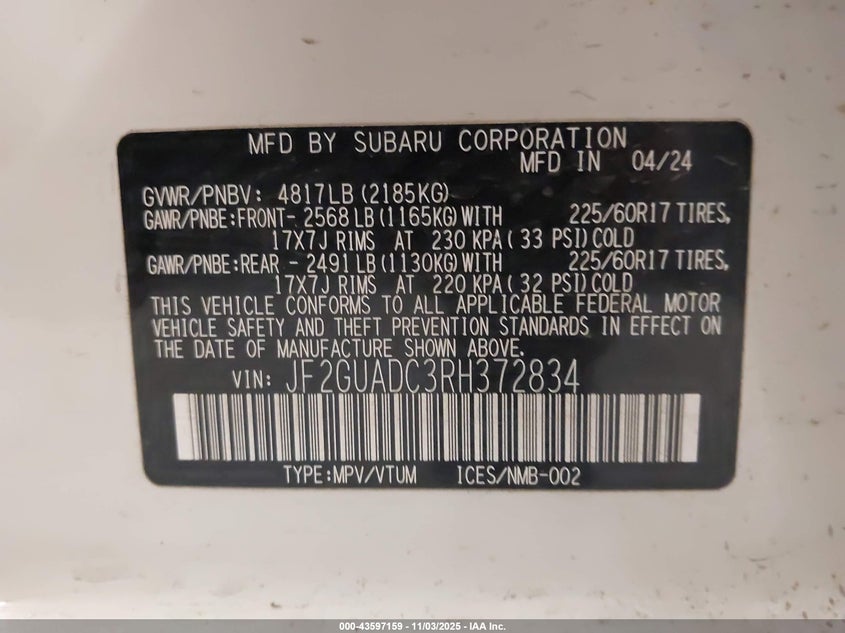 MFD BY SUBARU CORPORATION
MFD IN 04/24
GVWR/PNBV: 4817LB (2185KG)
GAWR/PNBE:FRONT- 2568 LB (1165KG) WITH 225/60R17 TIRES,
17X7J RIMS AT 230 KPA ( 33 PSI) COLD
GAWR/PNBE:REAR - 2491 LB (1130KG) WITH 225/60R17 TIRES,
17X7J RIMS AT 220 KPA ( 32 PSI) COLD
THIS VEHICLE CONFORMS TO ALL APPLICABLE FEDERAL MOTOR
VEHICLE SAFETY AND THEFT PREVENTION STANDARDS IN EFFECT ON
THE DATE OF MANUFACTURE SHOWN ABOVE.
VIN: JF2GUADC3RH372834
TYPE:MPV/VTUM ICES/NMB-002
000-43597159 - 11/03/2025 - IAA Inc.